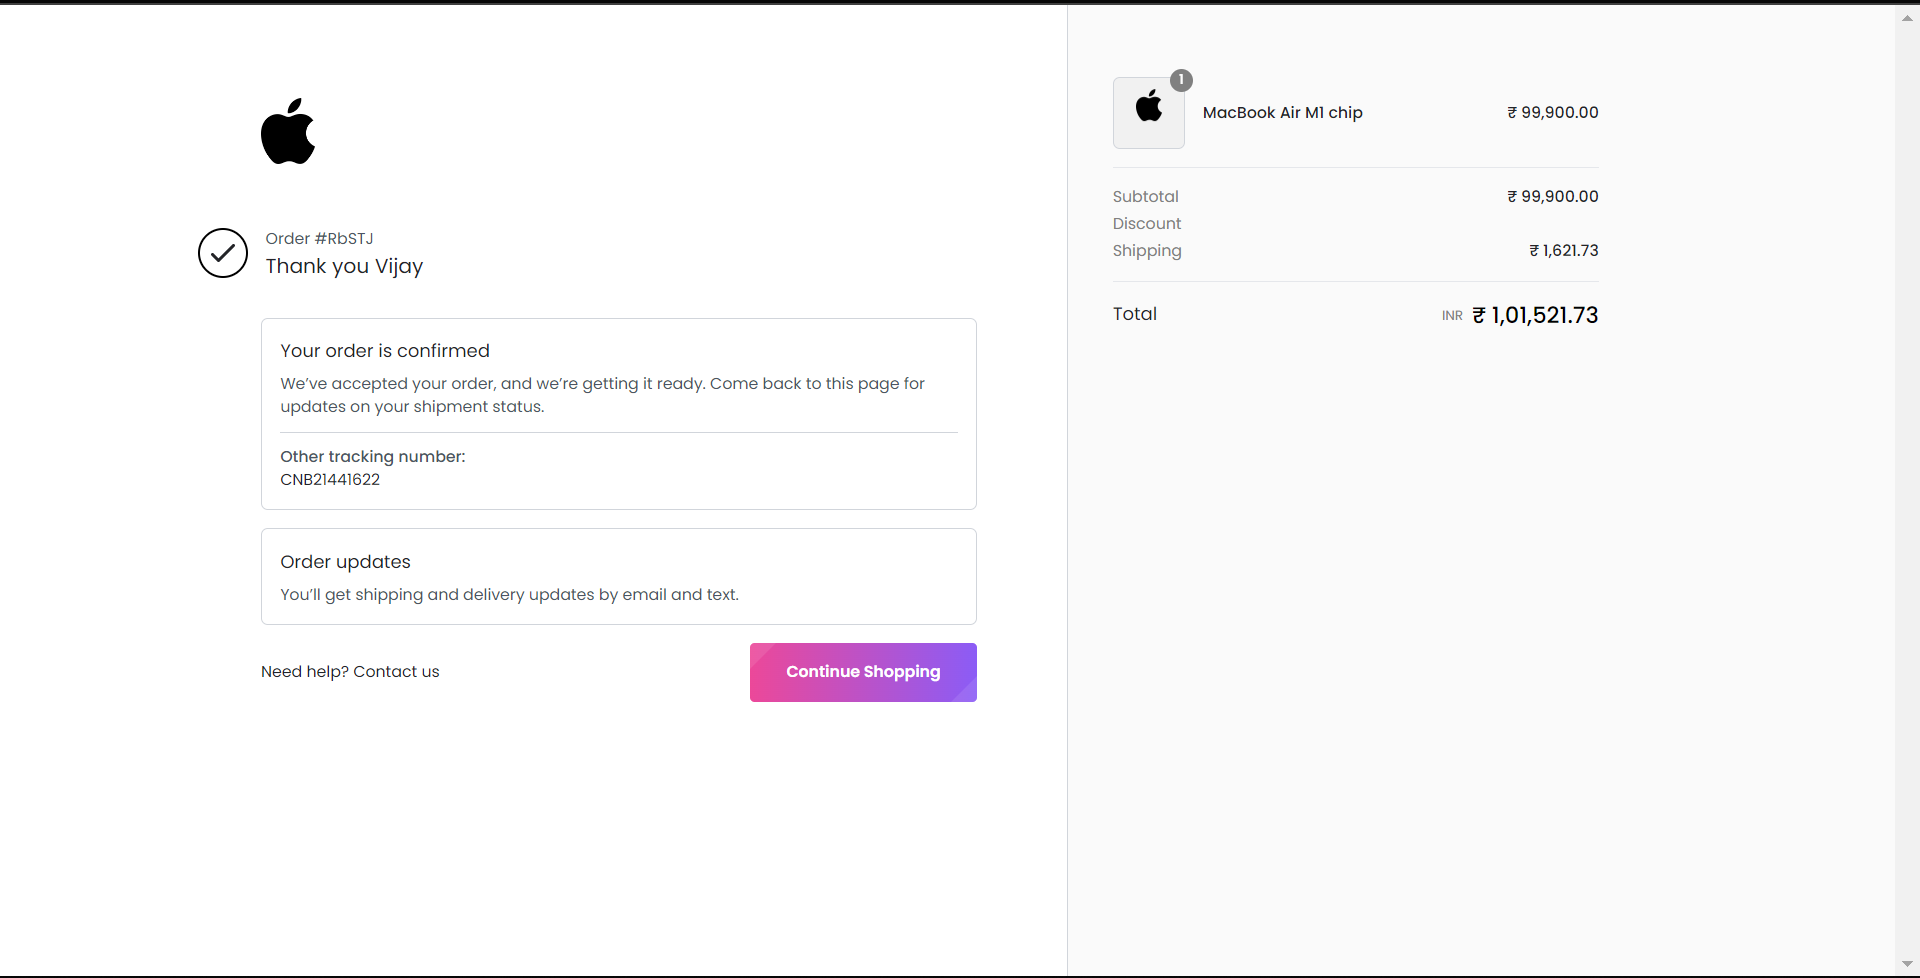 Order #RbSTJ
Thank you Vijay
Your order is confirmed
We’ve accepted your order, and we’re getting it ready. Come back to this page for
updates on your shipment status.
Other tracking number:
CNB21441622
Order updates
You’ll get shipping and delivery updates by email and text.
Need help? Contact us
Continue Shopping
1
MacBook Air M1 chip ₹ 99,900.00
Subtotal ₹ 99,900.00
Discount
Shipping ₹ 1,621.73
Total INR ₹ 1,01,521.73